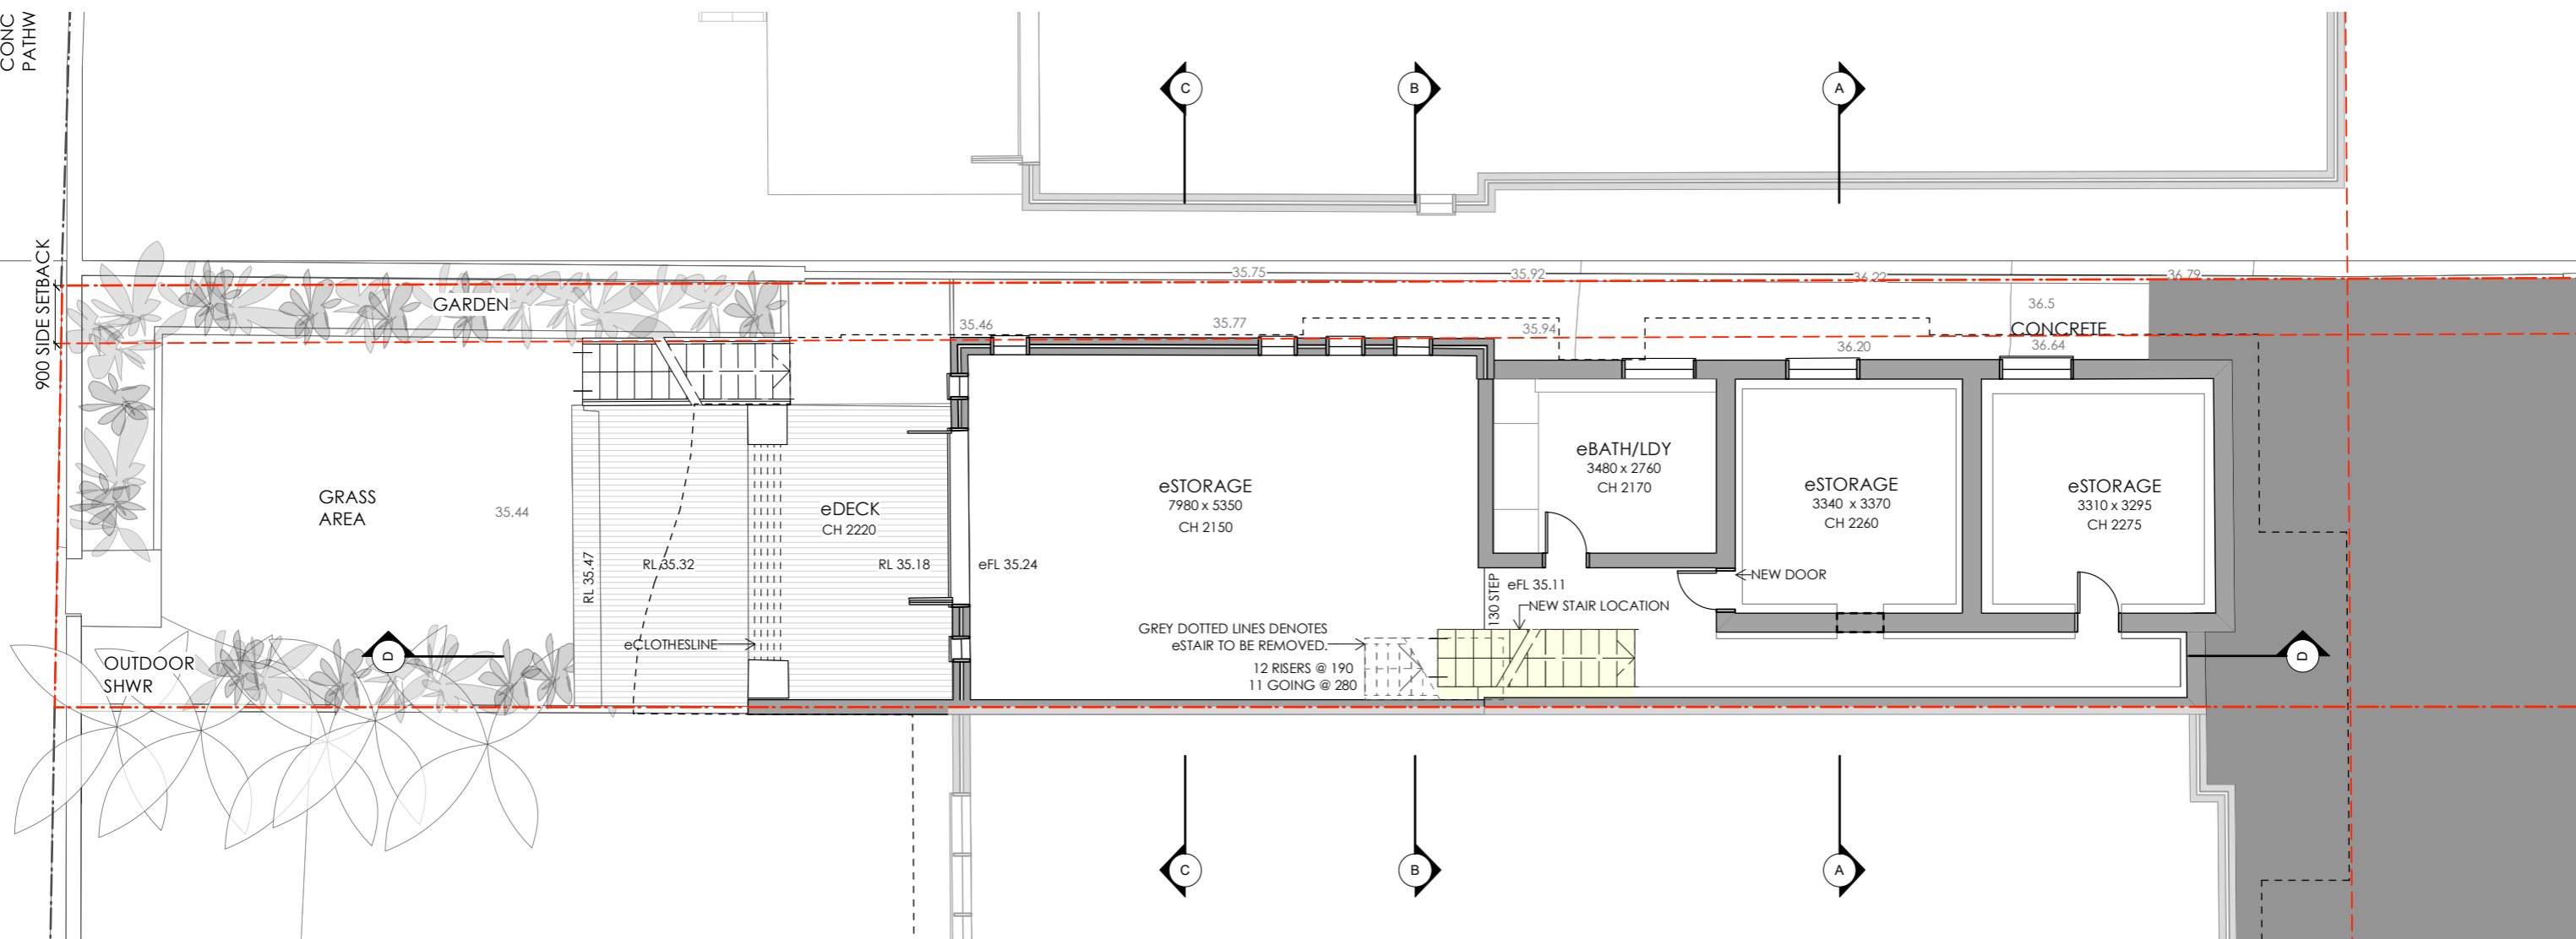 CONC
PATHW
C
B
A
900 SIDE SETBACK
GARDEN
35.75
35.92
36.22
36.79
36.5
35.46
35.77
35.94
CONCRETE
36.20
36.64
GRASS
AREA
35.44
RL 35.47
RL 35.32
eDECK
CH 2220
RL 35.18
eFL 35.24
eSTORAGE
7980 x 5350
CH 2150
eBATH/LDY
3480 x 2760
CH 2170
eSTORAGE
3340 x 3370
CH 2260
eSTORAGE
3310 x 3295
CH 2275
130 STEP
eFL 35.11
NEW DOOR
NEW STAIR LOCATION
GREY DOTTED LINES DENOTES
eSTAIR TO BE REMOVED.
12 RISERS @ 190
11 GOING @ 280
eCLOTHESLINE
OUTDOOR
SHWR
D
D
C
B
A